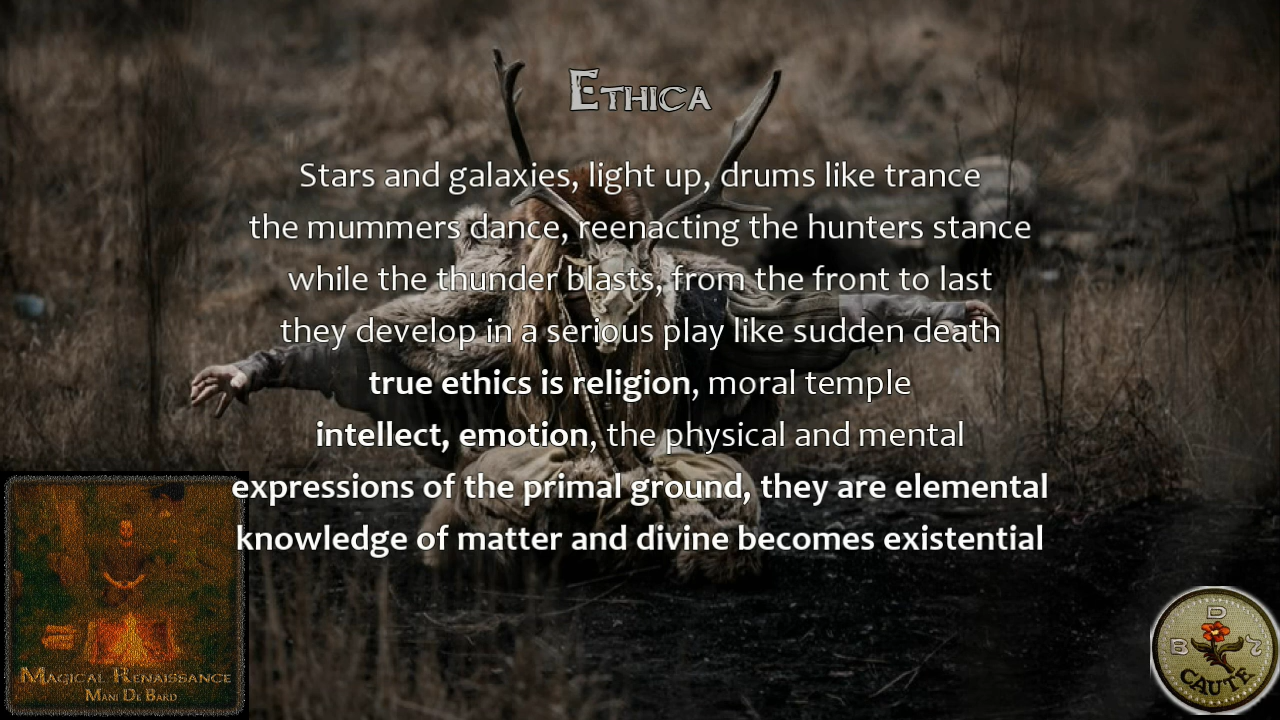 Ethica
Stars and galaxies, light up, drums like trance
the mummers dance, reenacting the hunters stance
while the thunder blasts, from the front to last
they develop in a serious play like sudden death
true ethics is religion, moral temple
intellect, emotion, the physical and mental
expressions of the primal ground, they are elemental
knowledge of matter and divine becomes existential
Magical Renaissance
Mani De Bard
D
B
CAUTE